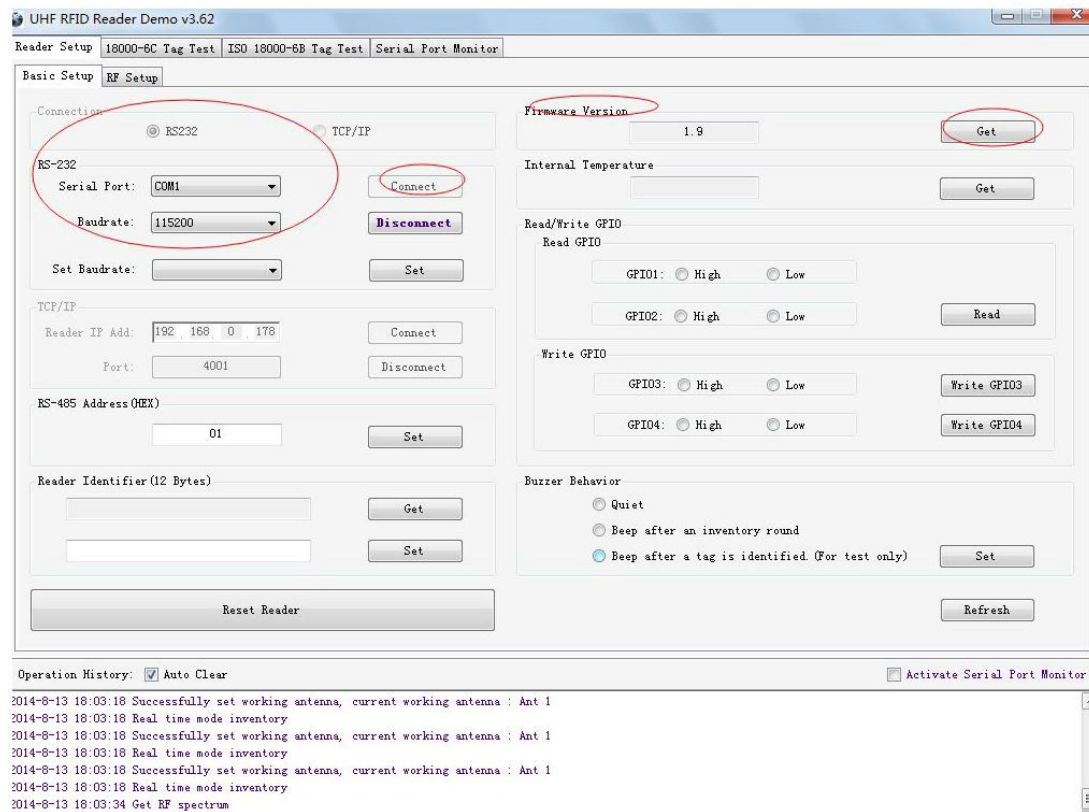 UHF RFID Reader Demo v3.62
Reader Setup 18000-6C Tag Test ISO 18000-6B Tag Test Serial Port Monitor
Basic Setup RF Setup
Connection
RS232 TCP/IP
RS-232
Serial Port: COM1 Connect
Baudrate: 115200 Disconnect
Set Baudrate: Set
TCP/IP
Reader IP Add: 192 . 168 . 0 . 178 Connect
Port: 4001 Disconnect
RS-485 Address(HEX)
01 Set
Reader Identifier(12 Bytes)
Get
Set
Reset Reader
Firmware Version
1.9 Get
Internal Temperature
Get
Read/Write GPIO
Read GPIO
GPIO1: High Low
GPIO2: High Low Read
Write GPIO
GPIO3: High Low Write GPIO3
GPIO4: High Low Write GPIO4
Buzzer Behavior
Quiet
Beep after an inventory round
Beep after a tag is identified.(For test only) Set
Refresh
Operation History: Auto Clear Activate Serial Port Monitor
2014-8-13 18:03:18 Successfully set working antenna, current working antenna : Ant 1
2014-8-13 18:03:18 Real time mode inventory
2014-8-13 18:03:18 Successfully set working antenna, current working antenna : Ant 1
2014-8-13 18:03:18 Real time mode inventory
2014-8-13 18:03:18 Successfully set working antenna, current working antenna : Ant 1
2014-8-13 18:03:18 Real time mode inventory
2014-8-13 18:03:34 Get RF spectrum